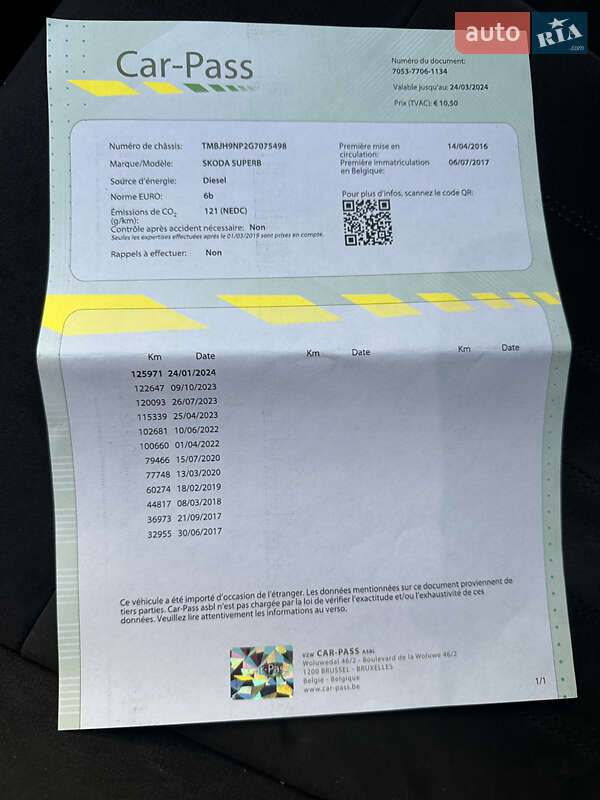 auto RIA .com
Car-Pass
Numéro du document:
7053-7706-1134
Valable jusqu'au: 24/03/2024
Prix (TVAC): € 10,50
Numéro de châssis: TMBJH9NP2G7075498
Marque/Modèle: SKODA SUPERB
Source d'énergie: Diesel
Norme EURO: 6b
Émissions de CO2 (g/km): 121 (NEDC)
Contrôle après accident nécessaire: Non
Seules les expertises effectuées après le 01/03/2019 sont prises en compte.
Rappels à effectuer: Non
Première mise en circulation: 14/04/2016
Première immatriculation en Belgique: 06/07/2017
Pour plus d'infos, scannez le code QR:
Km Date Km Date Km Date
125971 24/01/2024
122647 09/10/2023
120093 26/07/2023
115339 25/04/2023
102681 10/06/2022
100660 01/04/2022
79466 15/07/2020
77748 13/03/2020
60274 18/02/2019
44817 08/03/2018
36973 21/09/2017
32955 30/06/2017
Ce véhicule a été importé d'occasion de l'étranger. Les données mentionnées sur ce document proviennent de
tiers parties. Car-Pass asbl n'est pas chargée par la loi de vérifier l'exactitude et/ou l'exhaustivité de ces
données. Veuillez lire attentivement les informations au verso.
Car-Pass
VZW CAR-PASS ASBL
Woluwedal 46/2 - Boulevard de la Woluwe 46/2
1200 BRUSSEL - BRUXELLES
België - Belgique
www.car-pass.be
1/1